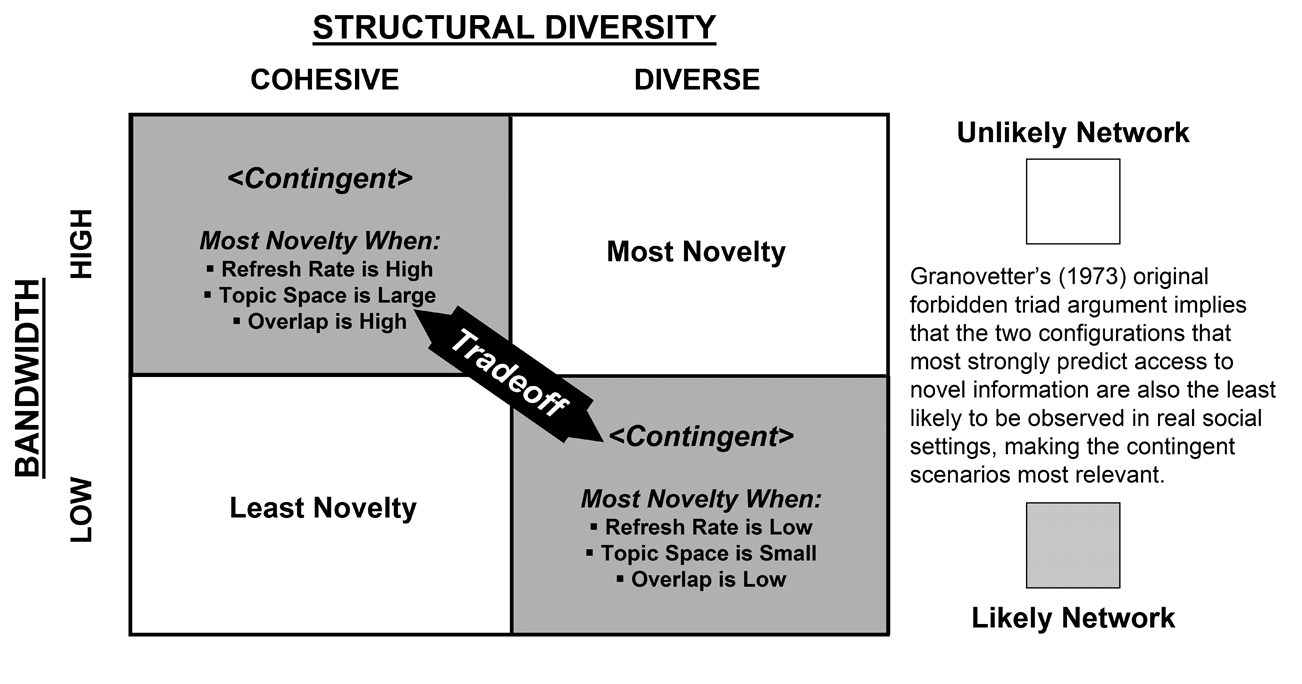 STRUCTURAL DIVERSITY
COHESIVE
DIVERSE
BANDWIDTH
HIGH
<Contingent>
Most Novelty When:
▪ Refresh Rate is High
▪ Topic Space is Large
▪ Overlap is High
Most Novelty
Tradeoff
LOW
Least Novelty
<Contingent>
Most Novelty When:
▪ Refresh Rate is Low
▪ Topic Space is Small
▪ Overlap is Low
Unlikely Network
Granovetter’s (1973) original
forbidden triad argument implies
that the two configurations that
most strongly predict access to
novel information are also the least
likely to be observed in real social
settings, making the contingent
scenarios most relevant.
Likely Network